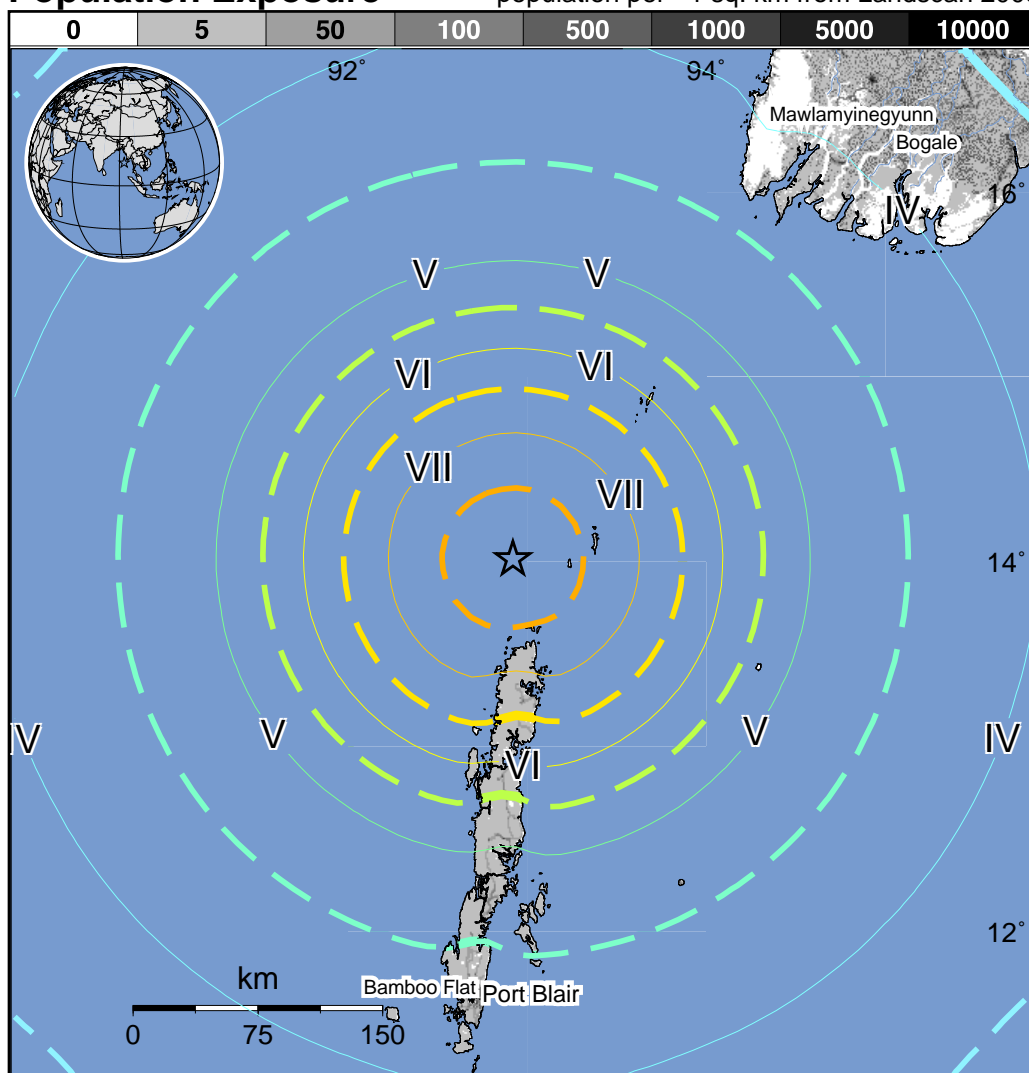 0 5 50 100 500 1000 5000 10000
92° 94°
Mawlamyinegyunn
Bogale
16°
IV
V V
VI VI
VII
VII
14°
V V
IV IV
VI
12°
km
Bamboo Flat Port Blair
0 75 150